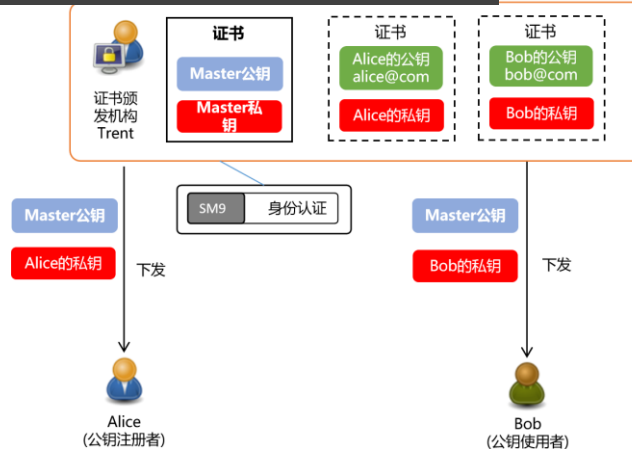 证书
证书
证书
Master公钥
Alice的公钥
alice@com
Bob的公钥
bob@com
Master私
钥
Alice的私钥
Bob的私钥
证书颁
发机构
Trent
SM9
身份认证
Master公钥
Alice的私钥
下发
Master公钥
Bob的私钥
下发
Alice
(公钥注册者)
Bob
(公钥使用者)